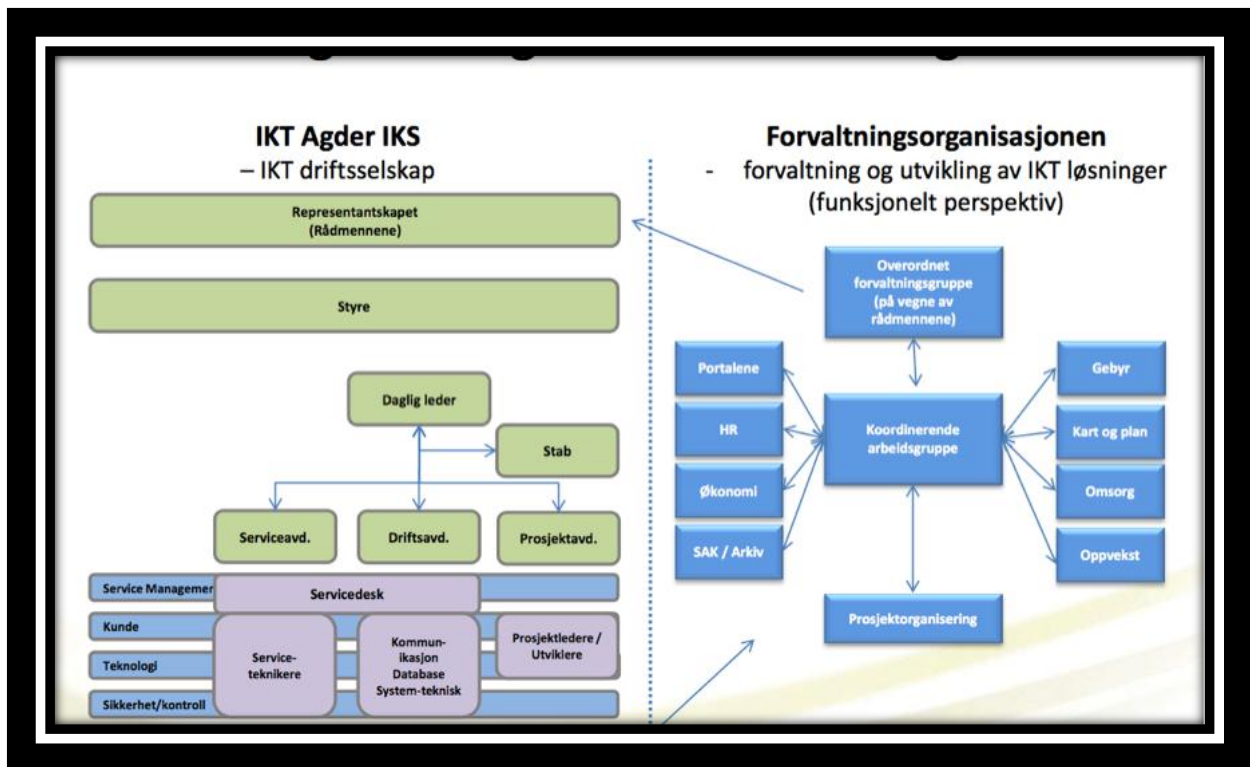 IKT Agder IKS
– IKT driftsselskap
Representantskapet
(Rådmennene)
Styre
Daglig leder
Stab
Serviceavd.
Driftsavd.
Prosjektavd.
Servicedesk
Kunde
Teknologi
Sikkerhet/kontroll
Service-
teknikere
Kommun-
ikasjon
Database
System-teknisk
Prosjektledere /
Utviklere
Forvaltningsorganisasjonen
- forvaltning og utvikling av IKT løsninger
(funksjonelt perspektiv)
Overordnet
forvaltningsgruppe
(på vegne av
rådmennene)
Portalene
HR
Økonomi
SAK / Arkiv
Koordinerende
arbeidsgruppe
Gebyr
Kart og plan
Omsorg
Oppvekst
Prosjektorganisering